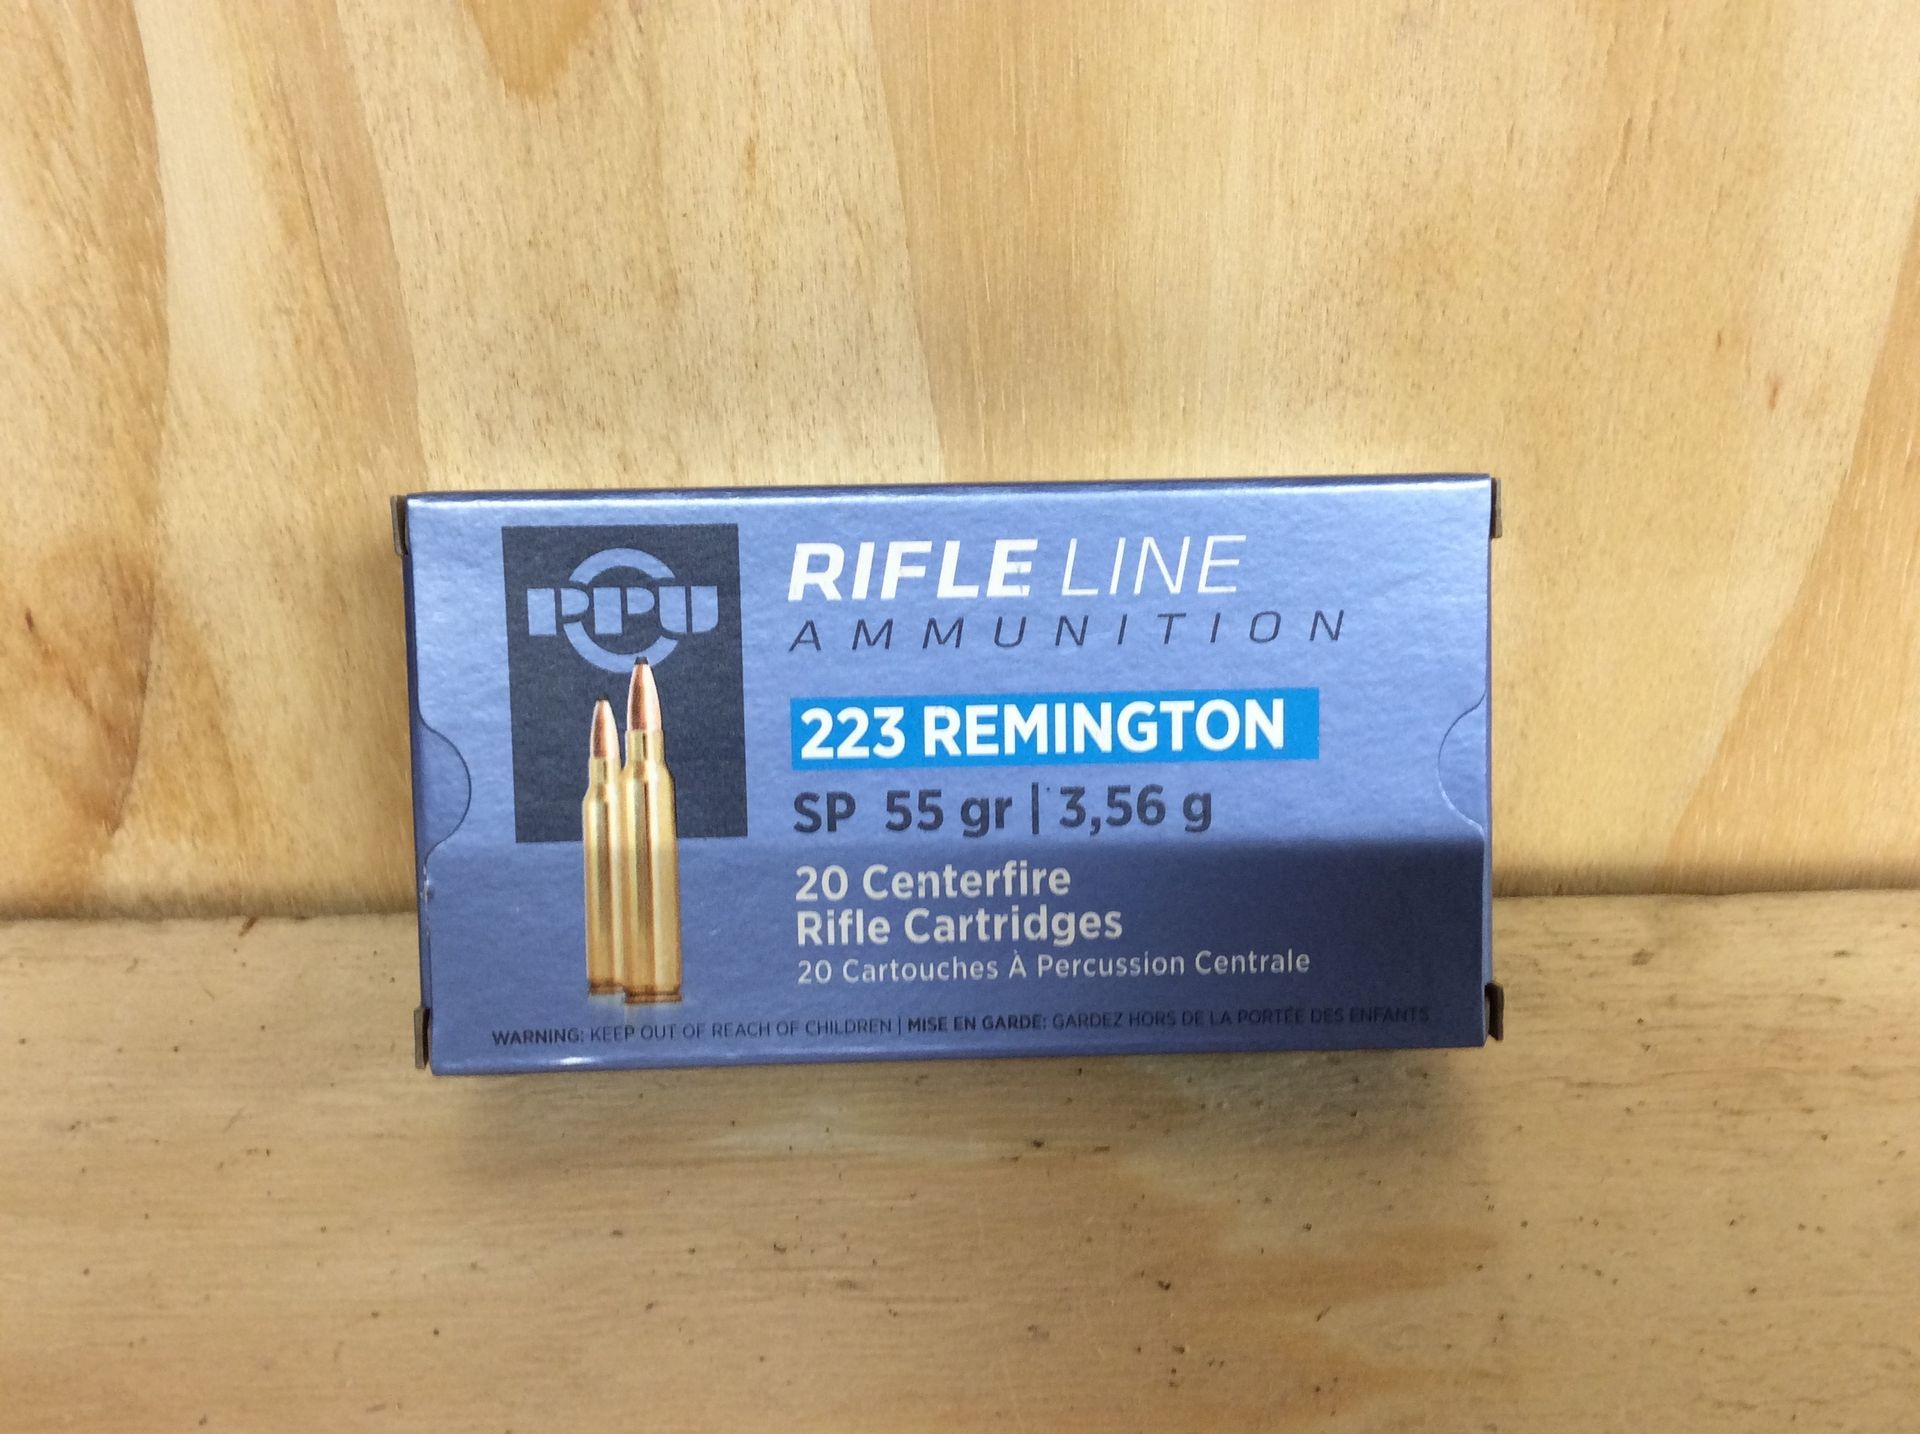 PPU
RIFLE LINE
AMMUNITION
223 REMINGTON
SP 55 gr | 3,56 g
20 Centerfire
Rifle Cartridges
20 Cartouches À Percussion Centrale
WARNING: KEEP OUT OF REACH OF CHILDREN | MISE EN GARDE: GARDEZ HORS DE LA PORTÉE DES ENFANTS